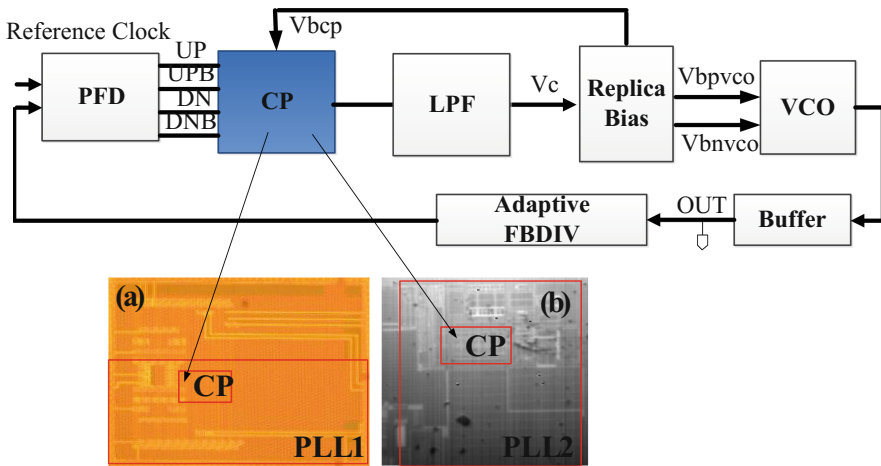 Vbcp
Reference Clock
UP
UPB
DN
DNB
PFD
CP
LPF
Vc
Replica
Bias
Vbpvco
Vbnvco
VCO
Adaptive
FBDIV
OUT
Buffer
(a)
CP
PLL1
(b)
CP
PLL2